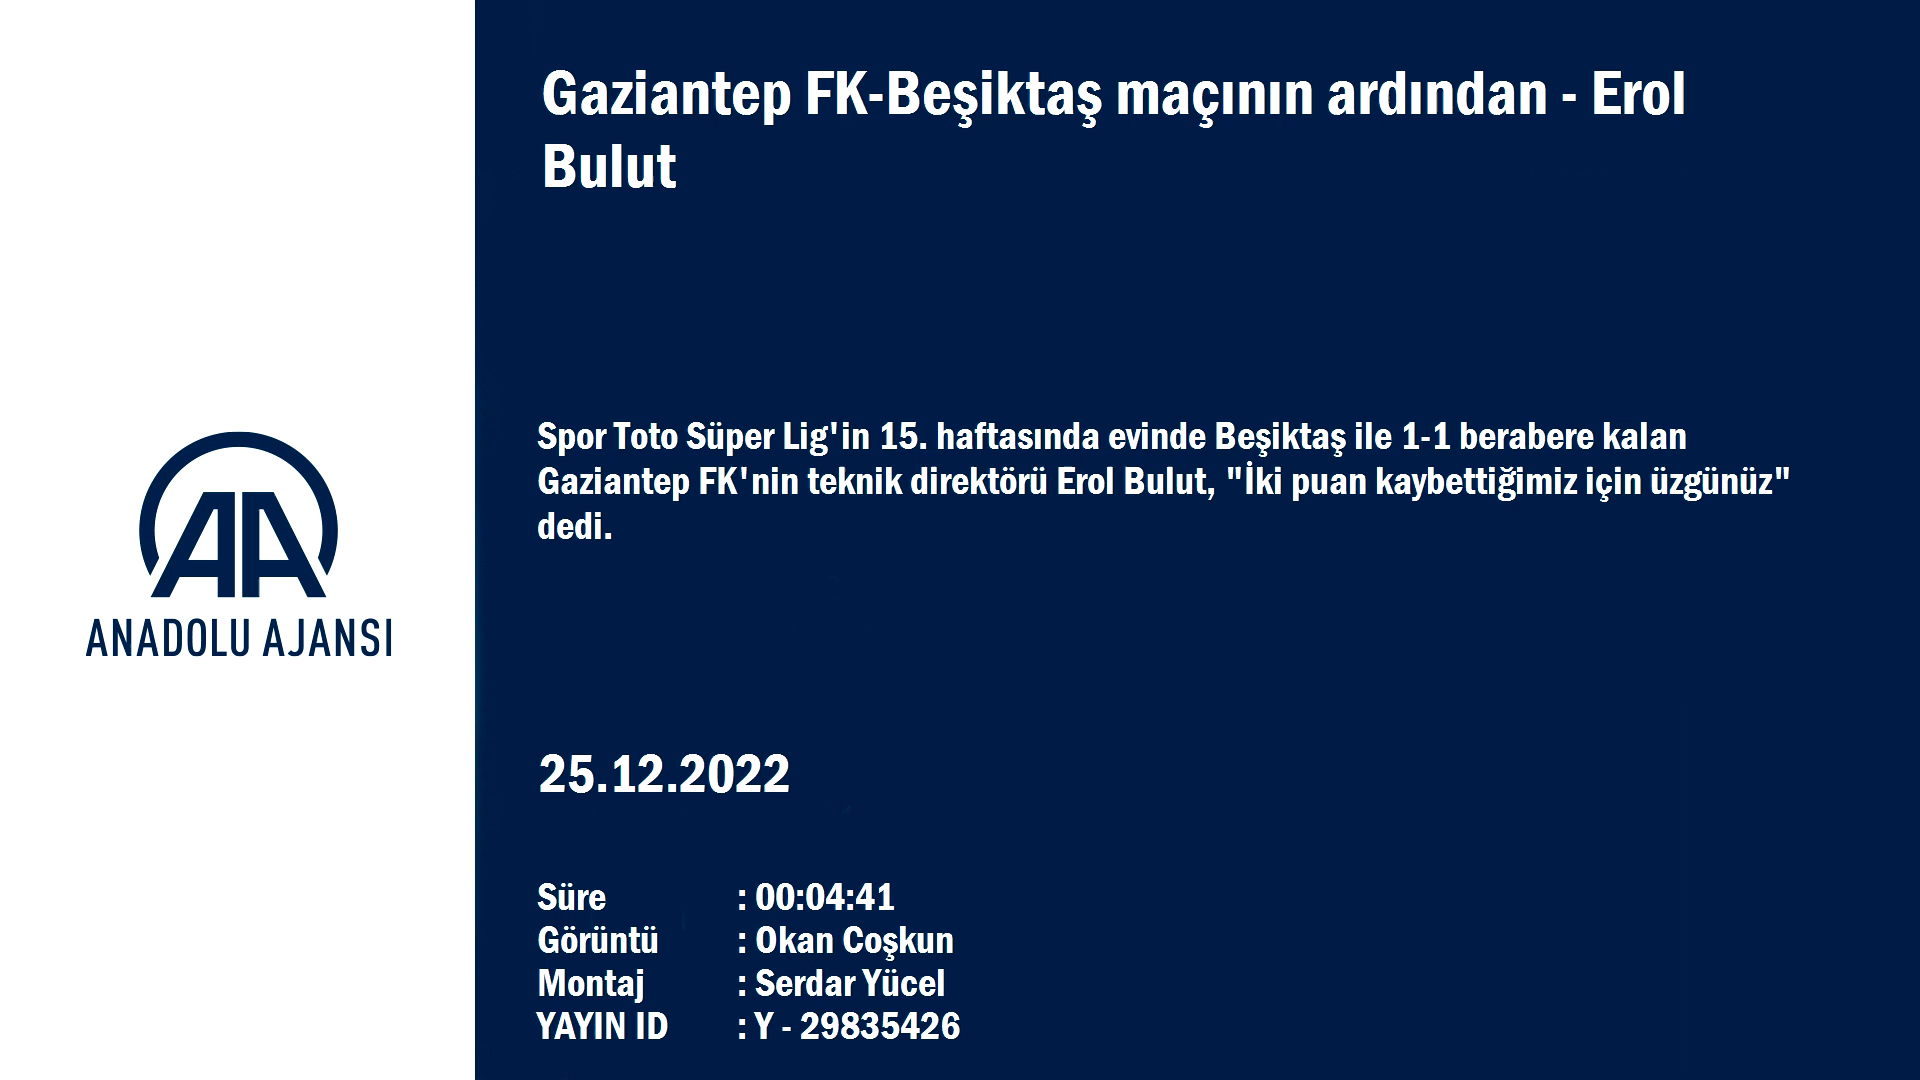 Gaziantep FK-Beşiktaş maçının ardından - Erol
Bulut
Spor Toto Süper Lig'in 15. haftasında evinde Beşiktaş ile 1-1 berabere kalan
Gaziantep FK'nin teknik direktörü Erol Bulut, "İki puan kaybettiğimiz için üzgünüz"
dedi.
AA
ANADOLU AJANSI
25.12.2022
Süre : 00:04:41
Görüntü : Okan Coşkun
Montaj : Serdar Yücel
YAYIN ID : Y - 29835426